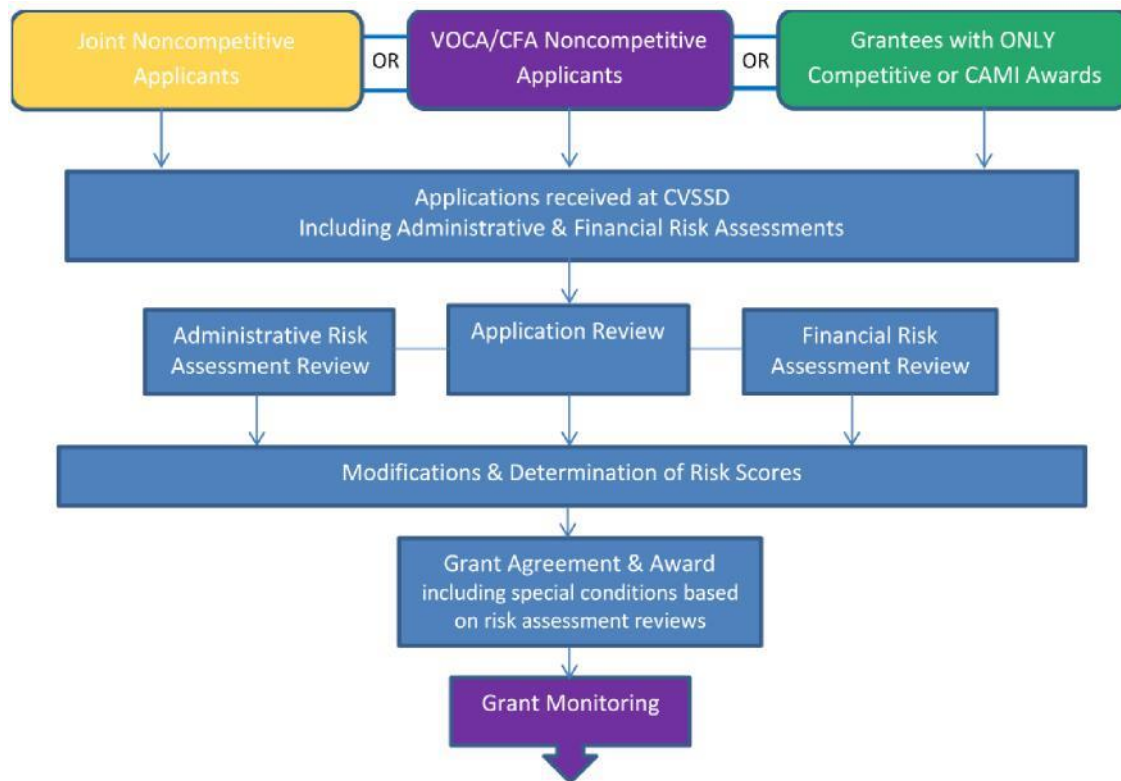 Joint Noncompetitive
Applicants
OR
VOCA/CFA Noncompetitive
Applicants
OR
Grantees with ONLY
Competitive or CAMI Awards
Applications received at CVSSD
Including Administrative & Financial Risk Assessments
Administrative Risk
Assessment Review
Application Review
Financial Risk
Assessment Review
Modifications & Determination of Risk Scores
Grant Agreement & Award
including special conditions based
on risk assessment reviews
Grant Monitoring